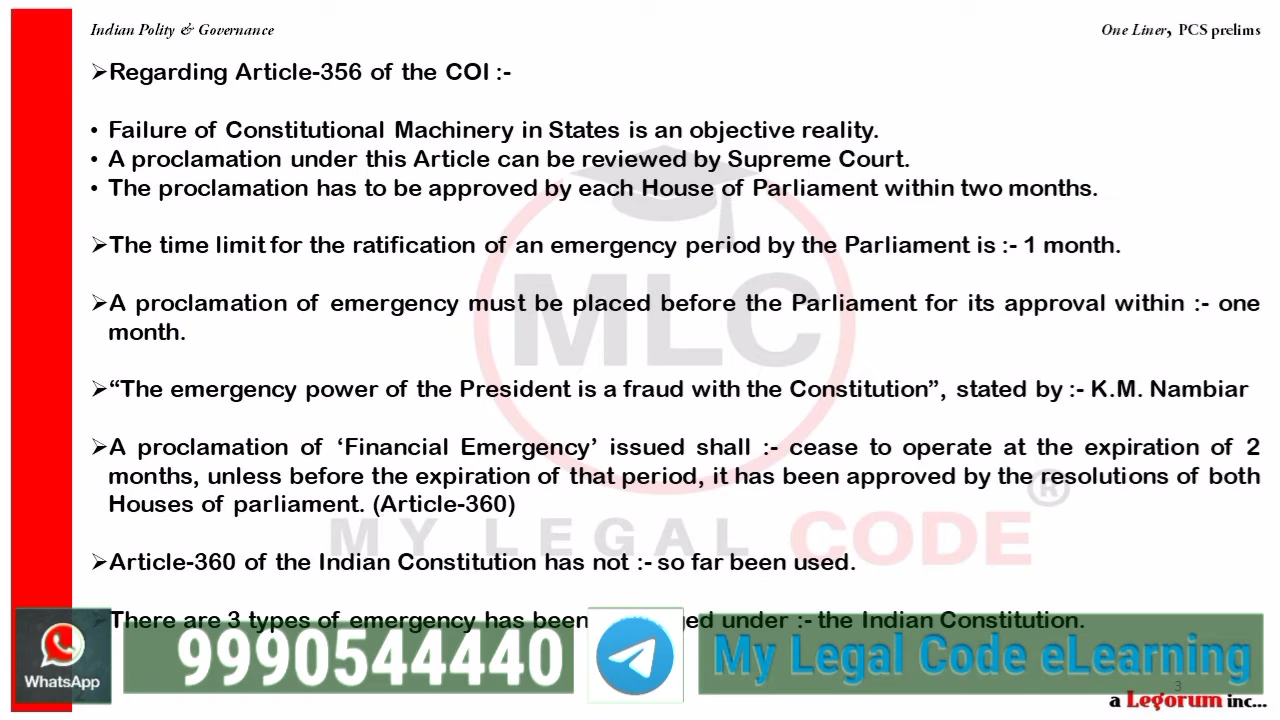 Indian Polity & Governance
One Liner, PCS prelims
➢Regarding Article-356 of the COI :-
• Failure of Constitutional Machinery in States is an objective reality.
• A proclamation under this Article can be reviewed by Supreme Court.
• The proclamation has to be approved by each House of Parliament within two months.
➢The time limit for the ratification of an emergency period by the Parliament is :- 1 month.
➢A proclamation of emergency must be placed before the Parliament for its approval within :- one
month.
➢“The emergency power of the President is a fraud with the Constitution”, stated by :- K.M. Nambiar
➢A proclamation of ‘Financial Emergency’ issued shall :- cease to operate at the expiration of 2
months, unless before the expiration of that period, it has been approved by the resolutions of both
Houses of parliament. (Article-360)
➢Article-360 of the Indian Constitution has not :- so far been used.
There are 3 types of emergency has been under :- the Indian Constitution.
MLC
MY LEGAL CODE ®
WhatsApp
9990544440
My Legal Code eLearning
3
a Legorum inc...